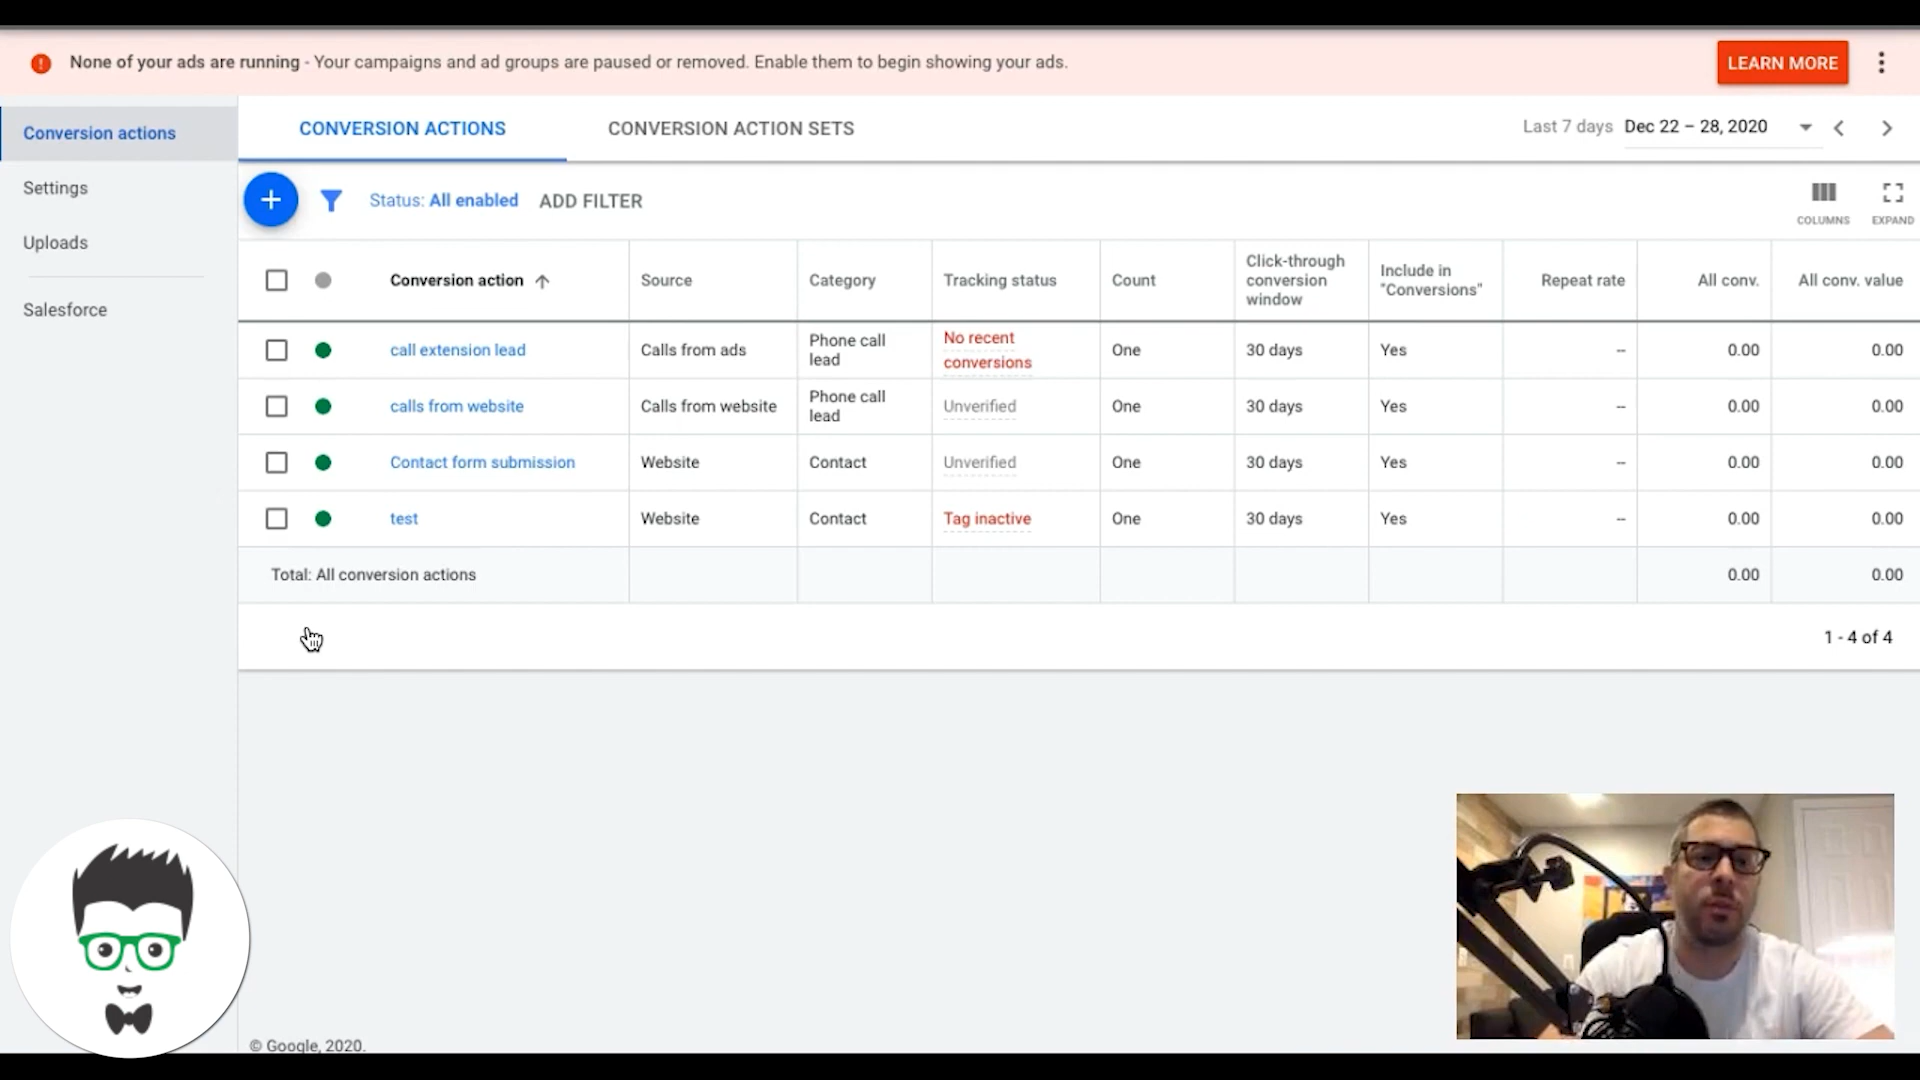 None of your ads are running - Your campaigns and ad groups are paused or removed. Enable them to begin showing your ads.
LEARN MORE
Conversion actions
Settings
Uploads
Salesforce
CONVERSION ACTIONS
CONVERSION ACTION SETS
Last 7 days
Dec 22 – 28, 2020
Status: All enabled
ADD FILTER
COLUMNS
EXPAND
Conversion action
Source
Category
Tracking status
Count
Click-through
conversion
window
Include in
"Conversions"
Repeat rate
All conv.
All conv. value
call extension lead
Calls from ads
Phone call
lead
No recent
conversions
One
30 days
Yes
--
0.00
0.00
calls from website
Calls from website
Phone call
lead
Unverified
One
30 days
Yes
--
0.00
0.00
Contact form submission
Website
Contact
Unverified
One
30 days
Yes
--
0.00
0.00
test
Website
Contact
Tag inactive
One
30 days
Yes
--
0.00
0.00
Total: All conversion actions
0.00
0.00
1 - 4 of 4
© Google, 2020.